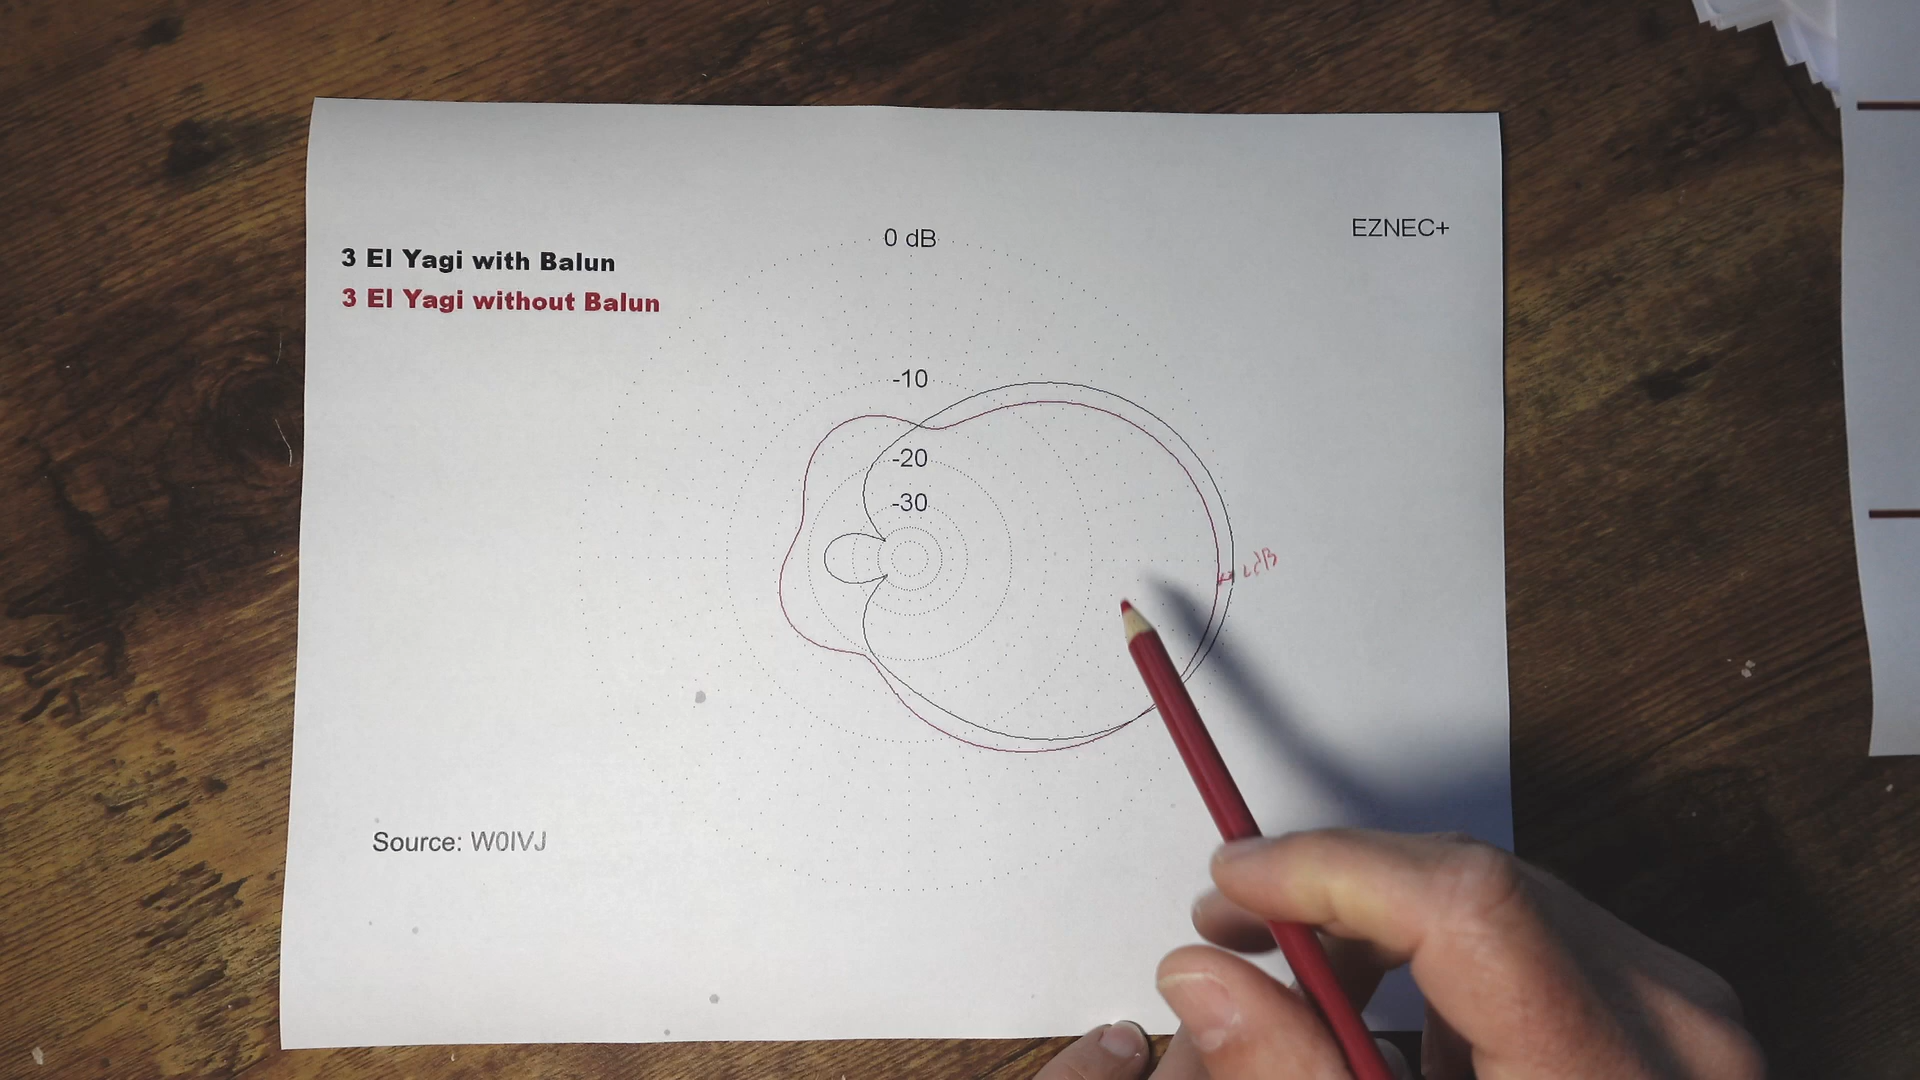 EZNEC+
0 dB
3 El Yagi with Balun
3 El Yagi without Balun
-10
-20
-30
Source: W0IVJ